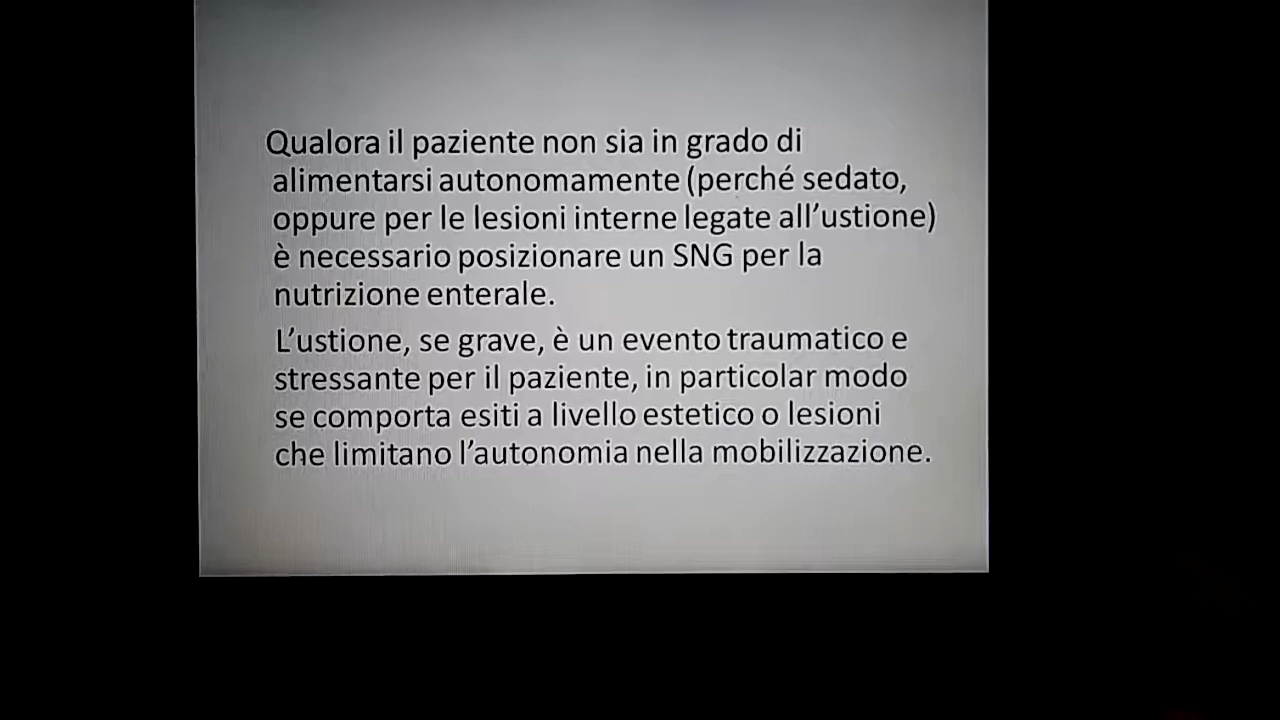 Qualora il paziente non sia in grado di
alimentarsi autonomamente (perché sedato,
oppure per le lesioni interne legate all’ustione)
è necessario posizionare un SNG per la
nutrizione enterale.
L’ustione, se grave, è un evento traumatico e
stressante per il paziente, in particolar modo
se comporta esiti a livello estetico o lesioni
che limitano l’autonomia nella mobilizzazione.